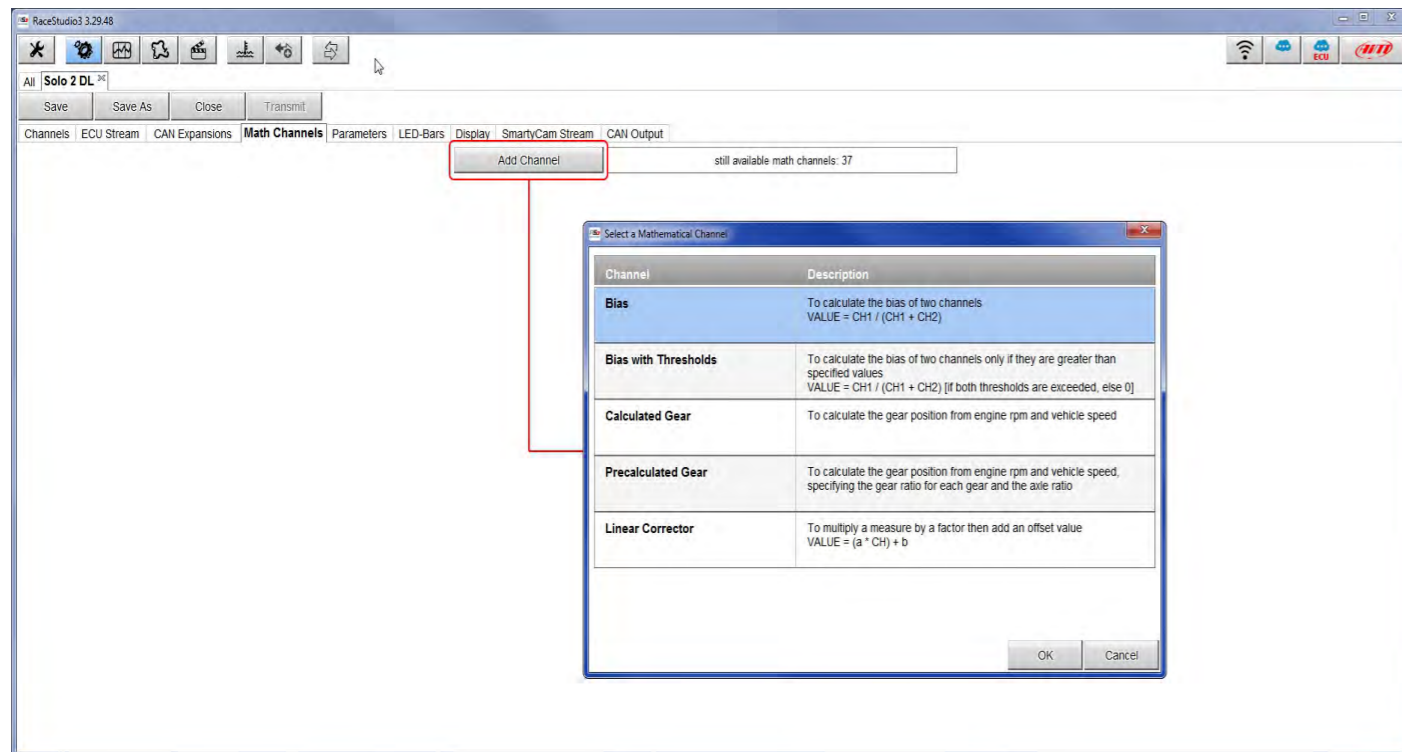 RaceStudio3 3.29.48
ECU
AiM
All Solo 2 DL
Save Save As Close Transmit
Channels ECU Stream CAN Expansions Math Channels Parameters LED-Bars Display SmartyCam Stream CAN Output
Add Channel still available math channels: 37
Select a Mathematical Channel
Channel Description
Bias To calculate the bias of two channels
VALUE = CH1 / (CH1 + CH2)
Bias with Thresholds To calculate the bias of two channels only if they are greater than
specified values
VALUE = CH1 / (CH1 + CH2) [if both thresholds are exceeded, else 0]
Calculated Gear To calculate the gear position from engine rpm and vehicle speed
Precalculated Gear To calculate the gear position from engine rpm and vehicle speed,
specifying the gear ratio for each gear and the axle ratio
Linear Corrector To multiply a measure by a factor then add an offset value
VALUE = (a * CH) + b
OK Cancel